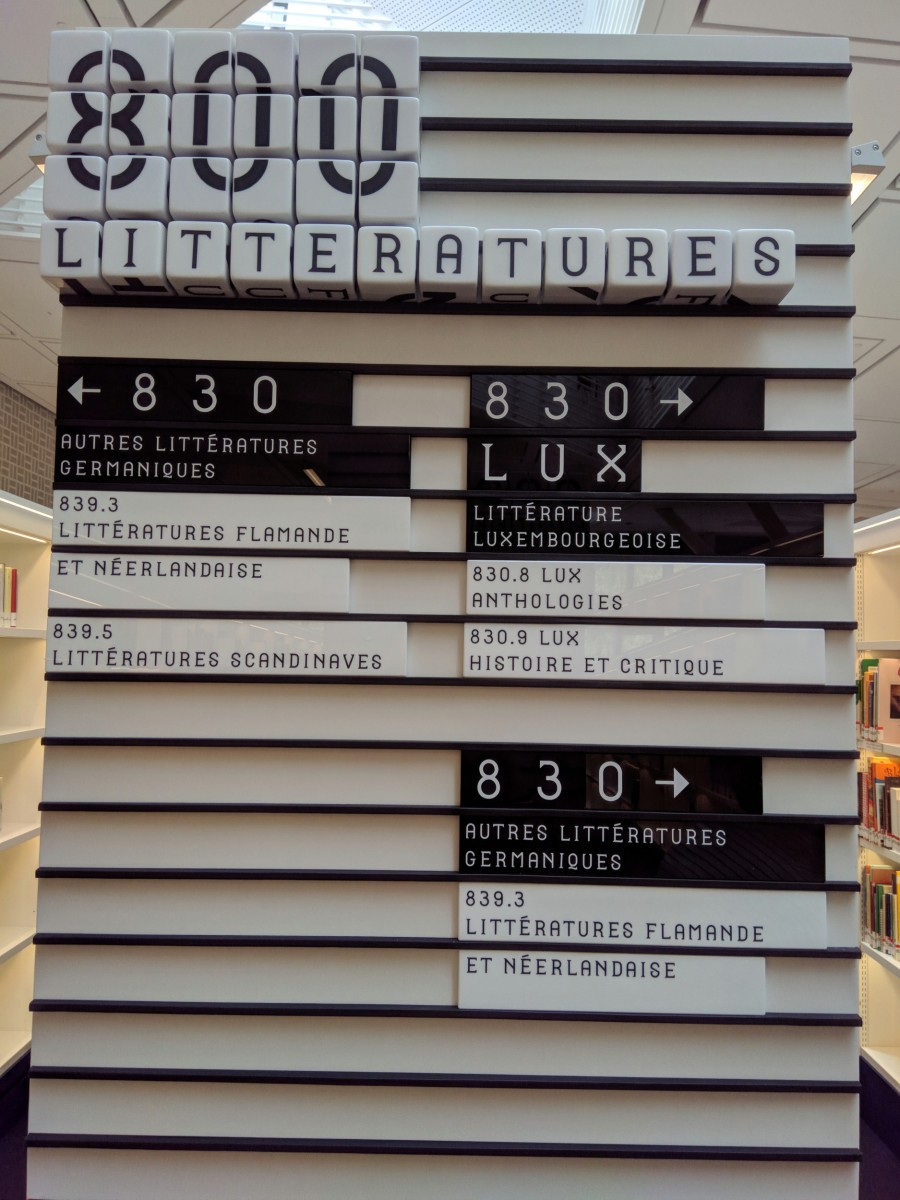 800
LITTERATURES
← 830
AUTRES LITTÉRATURES
GERMANIQUES
839.3
LITTÉRATURES FLAMANDE
ET NÉERLANDAISE
839.5
LITTÉRATURES SCANDINAVES
830 →
LUX
LITTÉRATURE
LUXEMBOURGEOISE
830.8 LUX
ANTHOLOGIES
830.9 LUX
HISTOIRE ET CRITIQUE
830 →
AUTRES LITTÉRATURES
GERMANIQUES
839.3
LITTÉRATURES FLAMANDE
ET NÉERLANDAISE